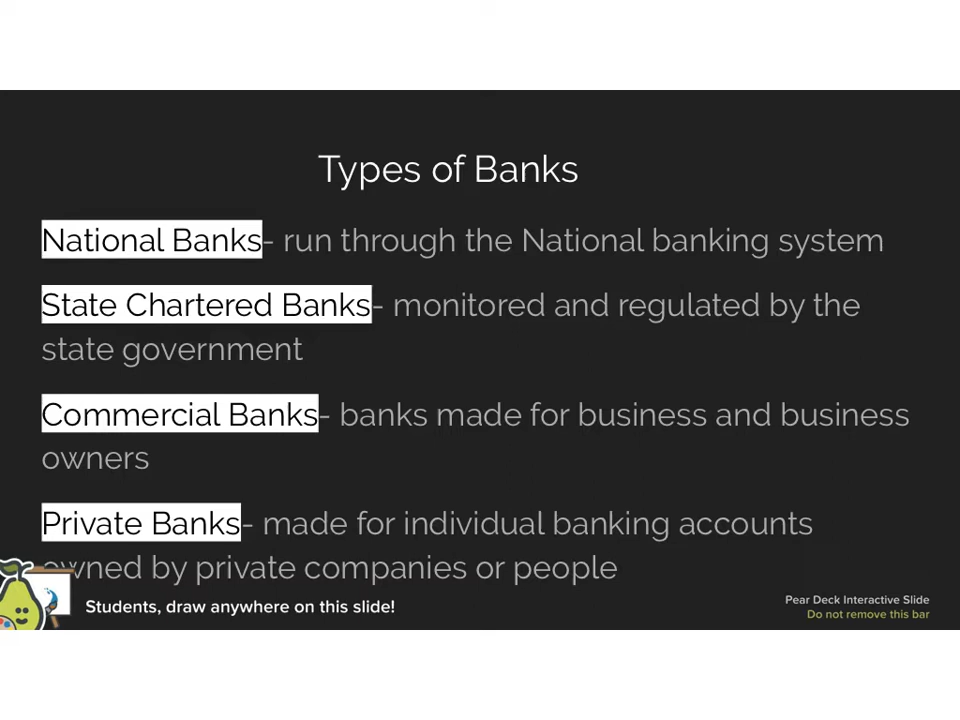 Types of Banks
National Banks- run through the National banking system
State Chartered Banks- monitored and regulated by the
state government
Commercial Banks- banks made for business and business
owners
Private Banks- made for individual banking accounts
owned by private companies or people
Students, draw anywhere on this slide!
Pear Deck Interactive Slide
Do not remove this bar